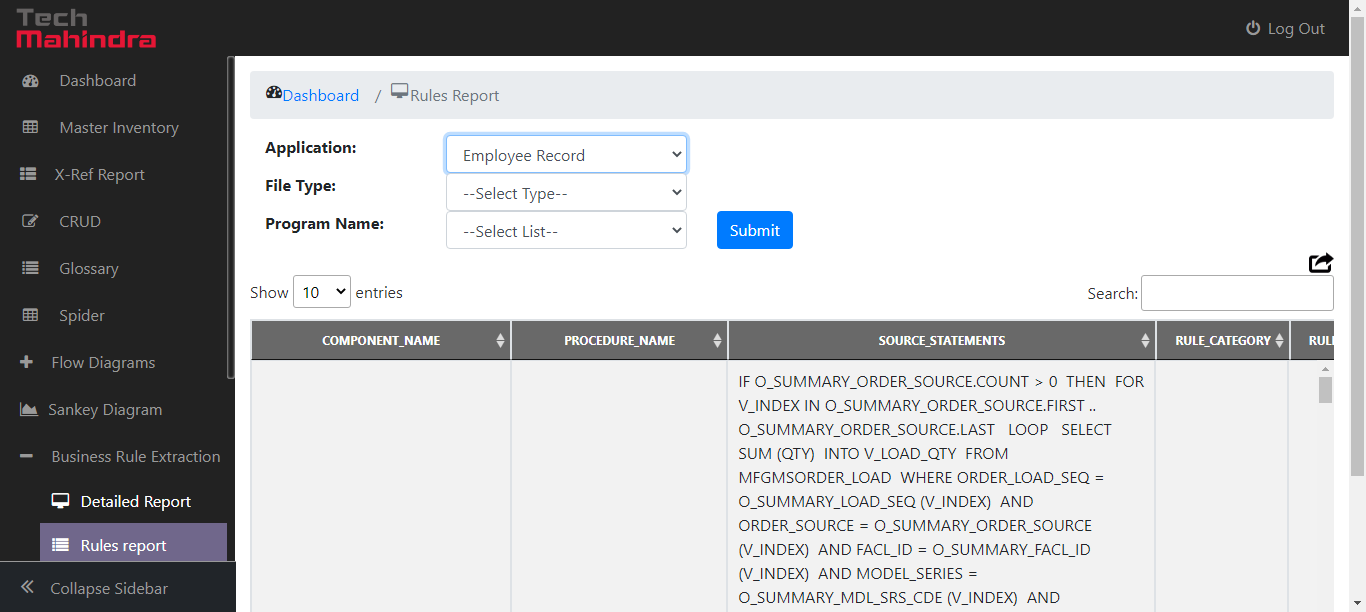 Tech
Mahindra
Log Out
Dashboard
Master Inventory
X-Ref Report
CRUD
Glossary
Spider
Flow Diagrams
Sankey Diagram
Business Rule Extraction
Detailed Report
Rules report
Collapse Sidebar
Dashboard / Rules Report
Application: Employee Record
File Type: --Select Type--
Program Name: --Select List-- Submit
Show 10 entries Search:
COMPONENT_NAME PROCEDURE_NAME SOURCE_STATEMENTS RULE_CATEGORY RUL
IF O_SUMMARY_ORDER_SOURCE.COUNT > 0 THEN FOR
V_INDEX IN O_SUMMARY_ORDER_SOURCE.FIRST ..
O_SUMMARY_ORDER_SOURCE.LAST LOOP SELECT
SUM (QTY) INTO V_LOAD_QTY FROM
MFGMSORDER_LOAD WHERE ORDER_LOAD_SEQ =
O_SUMMARY_LOAD_SEQ (V_INDEX) AND
ORDER_SOURCE = O_SUMMARY_ORDER_SOURCE
(V_INDEX) AND FACL_ID = O_SUMMARY_FACL_ID
(V_INDEX) AND MODEL_SERIES =
O_SUMMARY_MDL_SRS_CDE (V_INDEX) AND